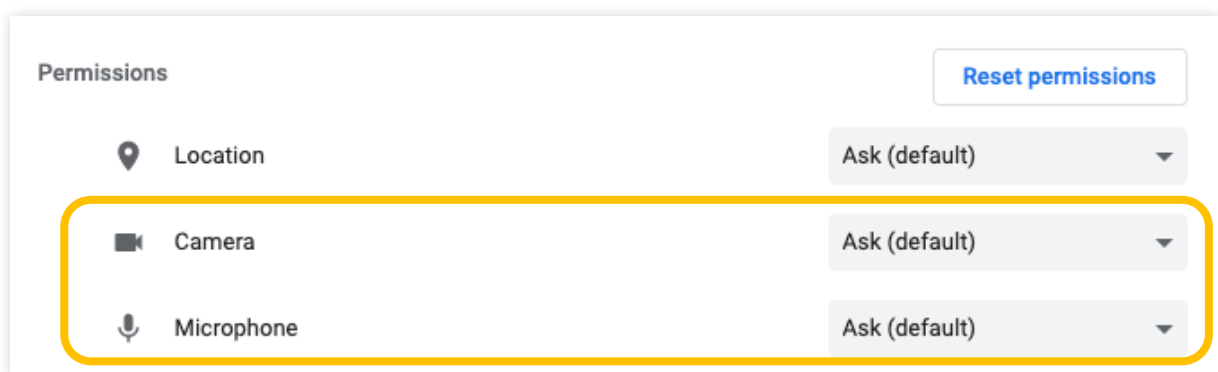 Permissions
Reset permissions
Location
Ask (default)
Camera
Ask (default)
Microphone
Ask (default)